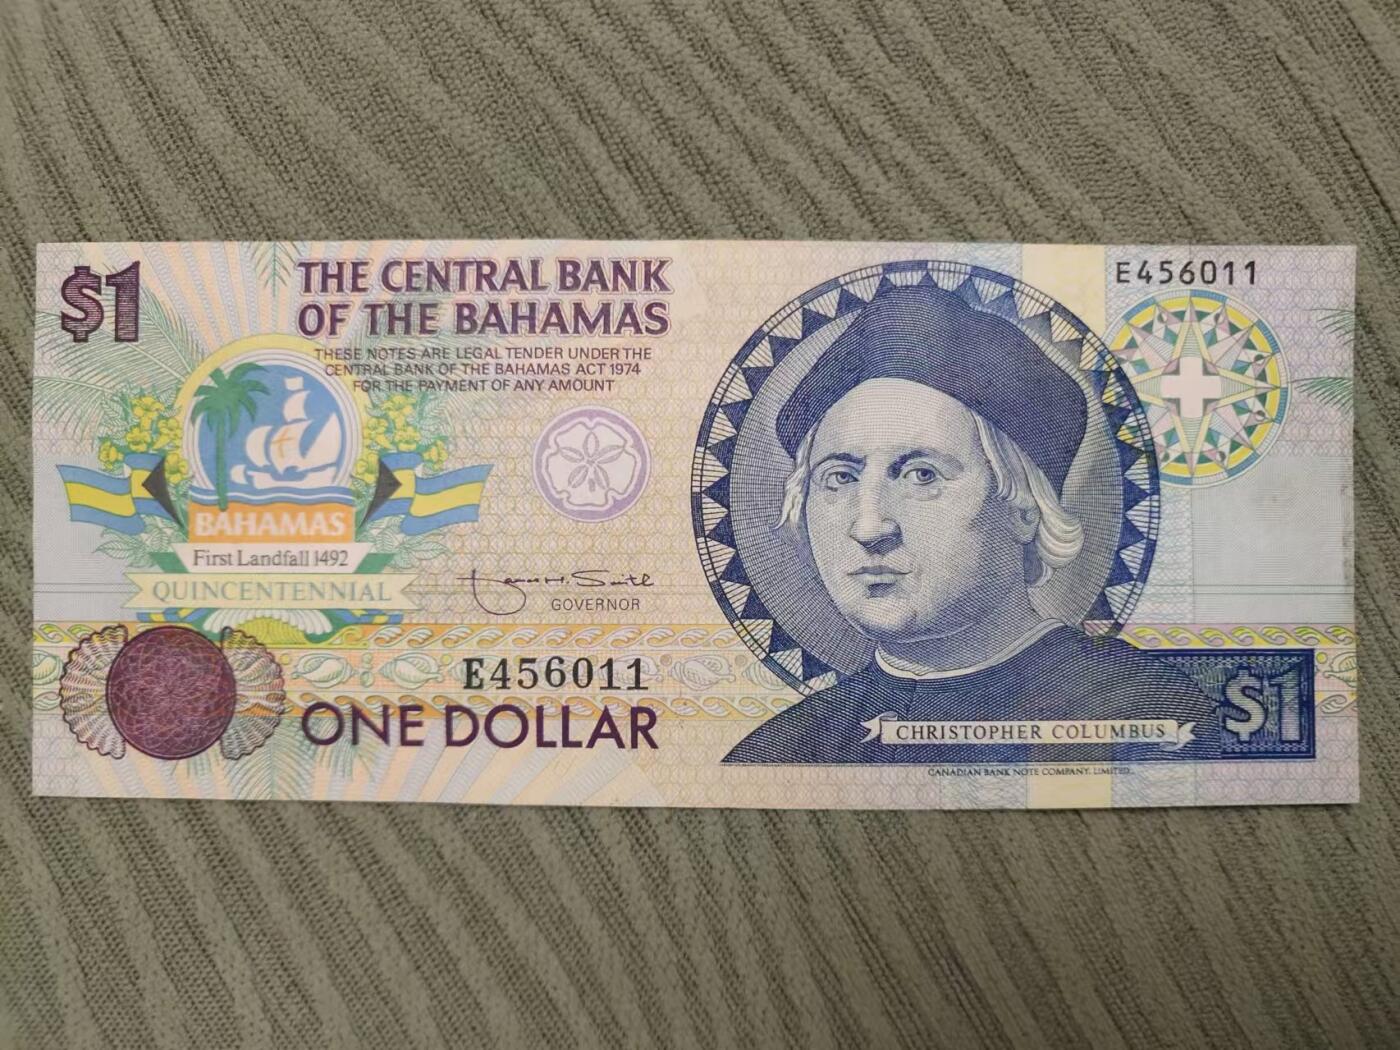 $1
THE CENTRAL BANK
OF THE BAHAMAS
THESE NOTES ARE LEGAL TENDER UNDER THE
CENTRAL BANK OF THE BAHAMAS ACT 1974
FOR THE PAYMENT OF ANY AMOUNT
E456011
BAHAMAS
First Landfall 1492
QUINCENTENNIAL
James H. Smith
GOVERNOR
E456011
ONE DOLLAR
CHRISTOPHER COLUMBUS
$1
CANADIAN BANK NOTE COMPANY, LIMITED.